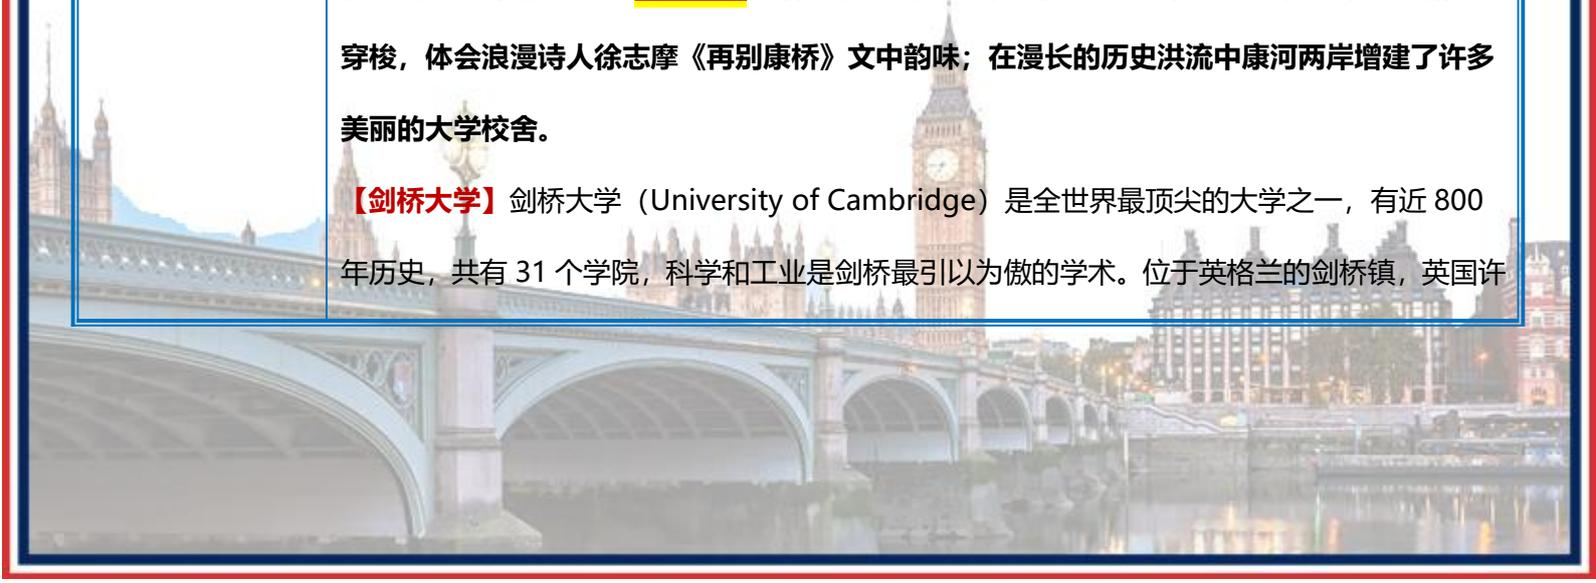 穿梭，体会浪漫诗人徐志摩《再别康桥》文中韵味；在漫长的历史洪流中康河两岸增建了许多
美丽的大学校舍。
【剑桥大学】剑桥大学（University of Cambridge）是全世界最顶尖的大学之一，有近 800
年历史，共有 31 个学院，科学和工业是剑桥最引以为傲的学术。位于英格兰的剑桥镇，英国许